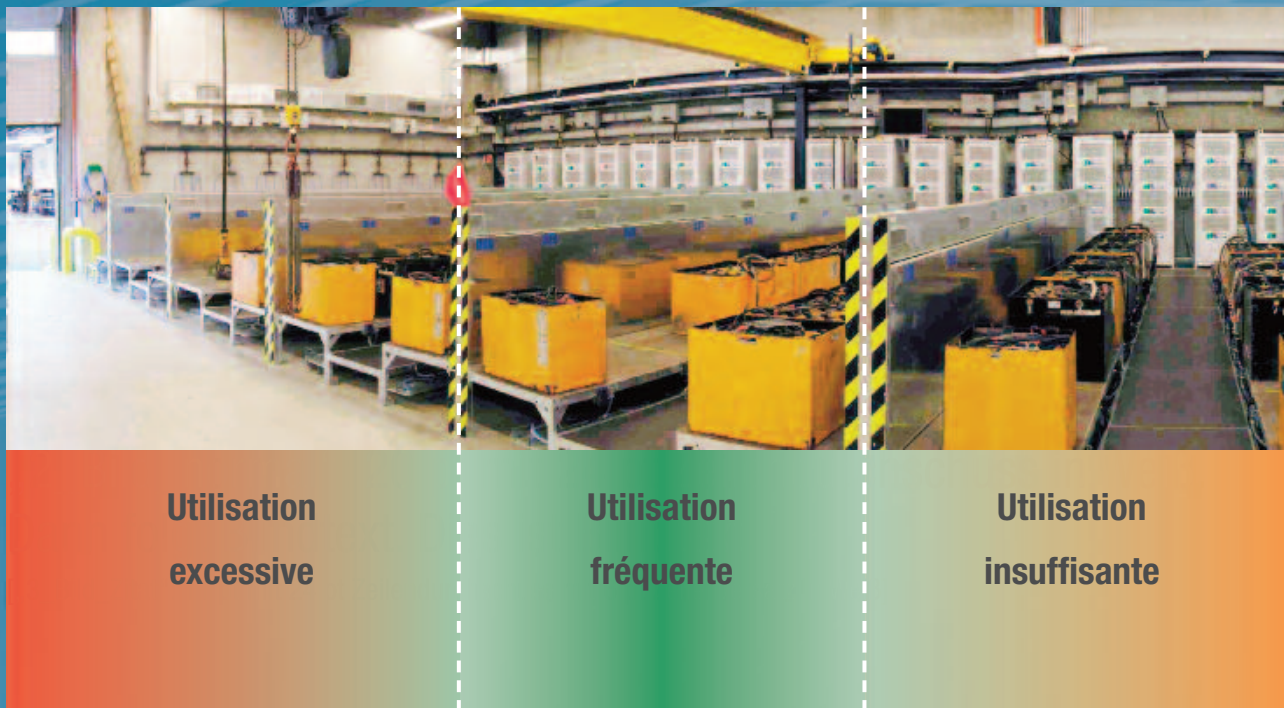 Utilisation
excessive
Utilisation
fréquente
Utilisation
insuffisante